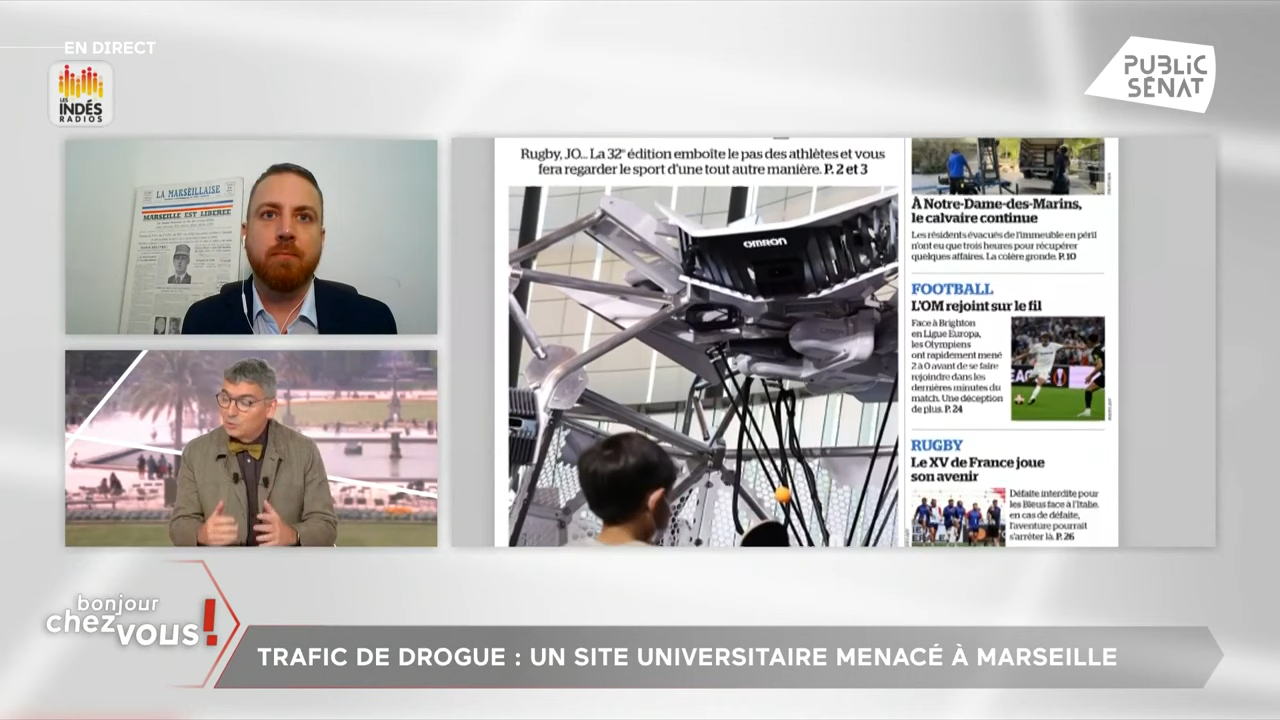 EN DIRECT
LES
INDÉS
RADIOS
PUBLIC
SÉNAT
LA MARSEILLAISE
MARSEILLE EST LIBEREE
Rugby, JO... La 32e édition emboîte le pas des athlètes et vous
fera regarder le sport d'une tout autre manière. P. 2 et 3
OMRON
À Notre-Dame-des-Marins,
le calvaire continue
Les résidents évacués de l'immeuble en péril
n'ont eu que trois heures pour récupérer
quelques affaires. La colère gronde. P. 10
FOOTBALL
L'OM rejoint sur le fil
Face à Brighton
en Ligue Europa,
les Olympiens
ont rapidement mené
2 à 0 avant de se faire
rejoindre dans les
dernières minutes du
match. Une déception
de plus. P. 24
RUGBY
Le XV de France joue
son avenir
Défaite interdite pour
les Bleus face à l'Italie.
en cas de défaite,
l'aventure pourrait
s'arrêter là. P. 26
bonjour
chez vous !
TRAFIC DE DROGUE : UN SITE UNIVERSITAIRE MENACÉ À MARSEILLE